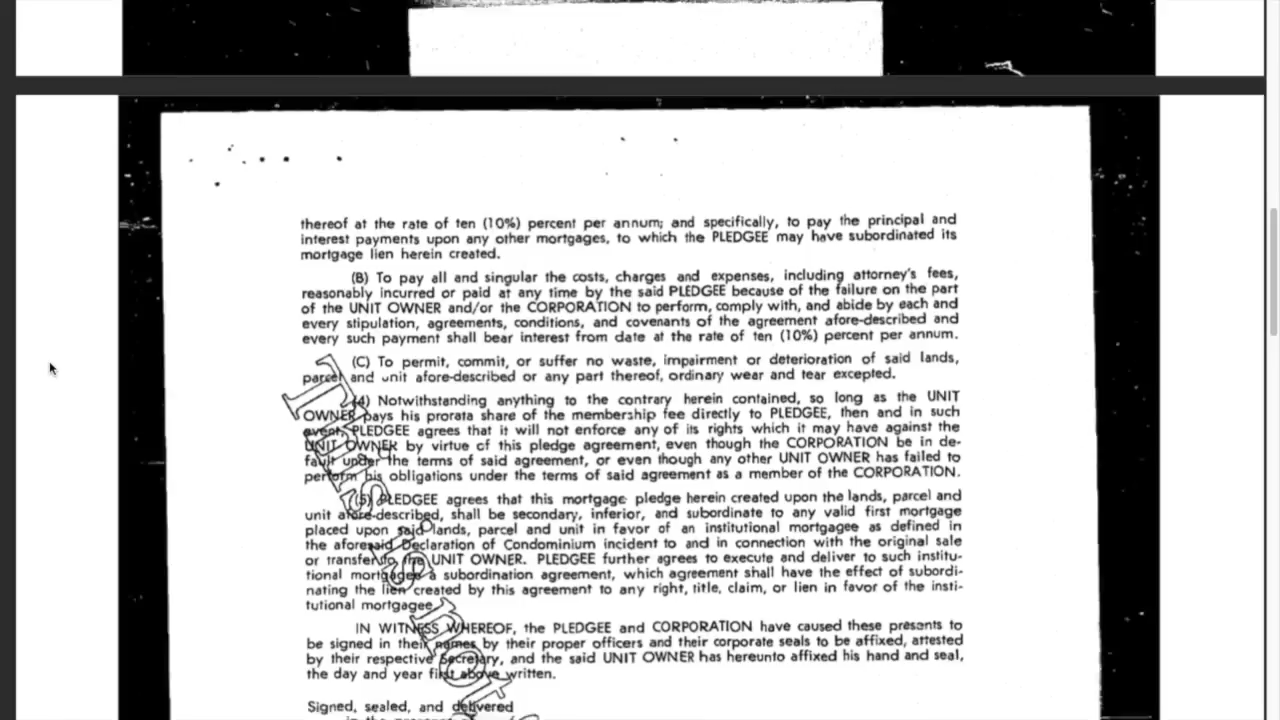 thereof at the rate of ten (10%) percent per annum; and specifically, to pay the principal and
interest payments upon any other mortgages, to which the PLEDGEE may have subordinated its
mortgage lien herein created.
(B) To pay all and singular the costs, charges and expenses, including attorney's fees,
reasonably incurred or paid at any time by the said PLEDGEE because of the failure on the part
of the UNIT OWNER and/or the CORPORATION to perform, comply with, and abide by each and
every stipulation, agreements, conditions, and covenants of the agreement afore-described and
every such payment shall bear interest from date at the rate of ten (10%) percent per annum.
(C) To permit, commit, or suffer no waste, impairment or deterioration of said lands,
parcel and unit afore-described or any part thereof, ordinary wear and tear excepted.
(4) Notwithstanding anything to the contrary herein contained, so long as the UNIT
OWNER pays his prorata share of the membership fee directly to PLEDGEE, then and in such
event, PLEDGEE agrees that it will not enforce any of its rights which it may have against the
UNIT OWNER by virtue of this pledge agreement, even though the CORPORATION be in de-
fault under the terms of said agreement, or even though any other UNIT OWNER has failed to
perform his obligations under the terms of said agreement as a member of the CORPORATION.
(5) PLEDGEE agrees that this mortgage pledge herein created upon the lands, parcel and
unit afore-described, shall be secondary, inferior, and subordinate to any valid first mortgage
placed upon said lands, parcel and unit in favor of an institutional mortgagee as defined in
the aforesaid Declaration of Condominium incident to and in connection with the original sale
or transfer to the UNIT OWNER. PLEDGEE further agrees to execute and deliver to such institu-
tional mortgagee a subordination agreement, which agreement shall have the effect of subordi-
nating the lien created by this agreement to any right, title, claim, or lien in favor of the insti-
tutional mortgagee.
IN WITNESS WHEREOF, the PLEDGEE and CORPORATION have caused these presents to
be signed in their names by their proper officers and their corporate seals to be affixed, attested
by their respective Secretary, and the said UNIT OWNER has hereunto affixed his hand and seal,
the day and year first above written.
Signed, sealed, and delivered
in the presence of
This is not